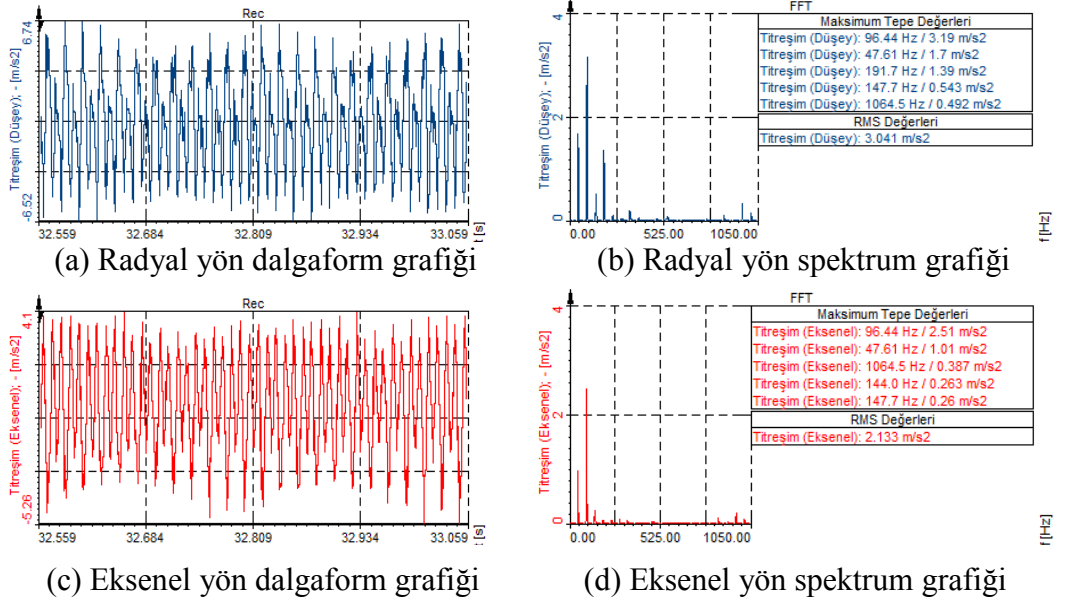 Rec
6.74
Titreşim (Düşey); - [m/s2]
-6.52
32.559 32.684 32.809 32.934 33.059
t [s]
(a) Radyal yön dalgaform grafiği
FFT
4
Titreşim (Düşey); - [m/s2]
2
0
0.00 525.00 1050.00
f [Hz]
Maksimum Tepe Değerleri
Titreşim (Düşey): 96.44 Hz / 3.19 m/s2
Titreşim (Düşey): 47.61 Hz / 1.7 m/s2
Titreşim (Düşey): 191.7 Hz / 1.39 m/s2
Titreşim (Düşey): 147.7 Hz / 0.543 m/s2
Titreşim (Düşey): 1064.5 Hz / 0.492 m/s2
RMS Değerleri
Titreşim (Düşey): 3.041 m/s2
(b) Radyal yön spektrum grafiği
Rec
4.1
Titreşim (Eksenel); - [m/s2]
-5.26
32.559 32.684 32.809 32.934 33.059
t [s]
(c) Eksenel yön dalgaform grafiği
FFT
4
Titreşim (Eksenel); - [m/s2]
2
0
0.00 525.00 1050.00
f [Hz]
Maksimum Tepe Değerleri
Titreşim (Eksenel): 96.44 Hz / 2.51 m/s2
Titreşim (Eksenel): 47.61 Hz / 1.01 m/s2
Titreşim (Eksenel): 1064.5 Hz / 0.387 m/s2
Titreşim (Eksenel): 144.0 Hz / 0.263 m/s2
Titreşim (Eksenel): 147.7 Hz / 0.26 m/s2
RMS Değerleri
Titreşim (Eksenel): 2.133 m/s2
(d) Eksenel yön spektrum grafiği